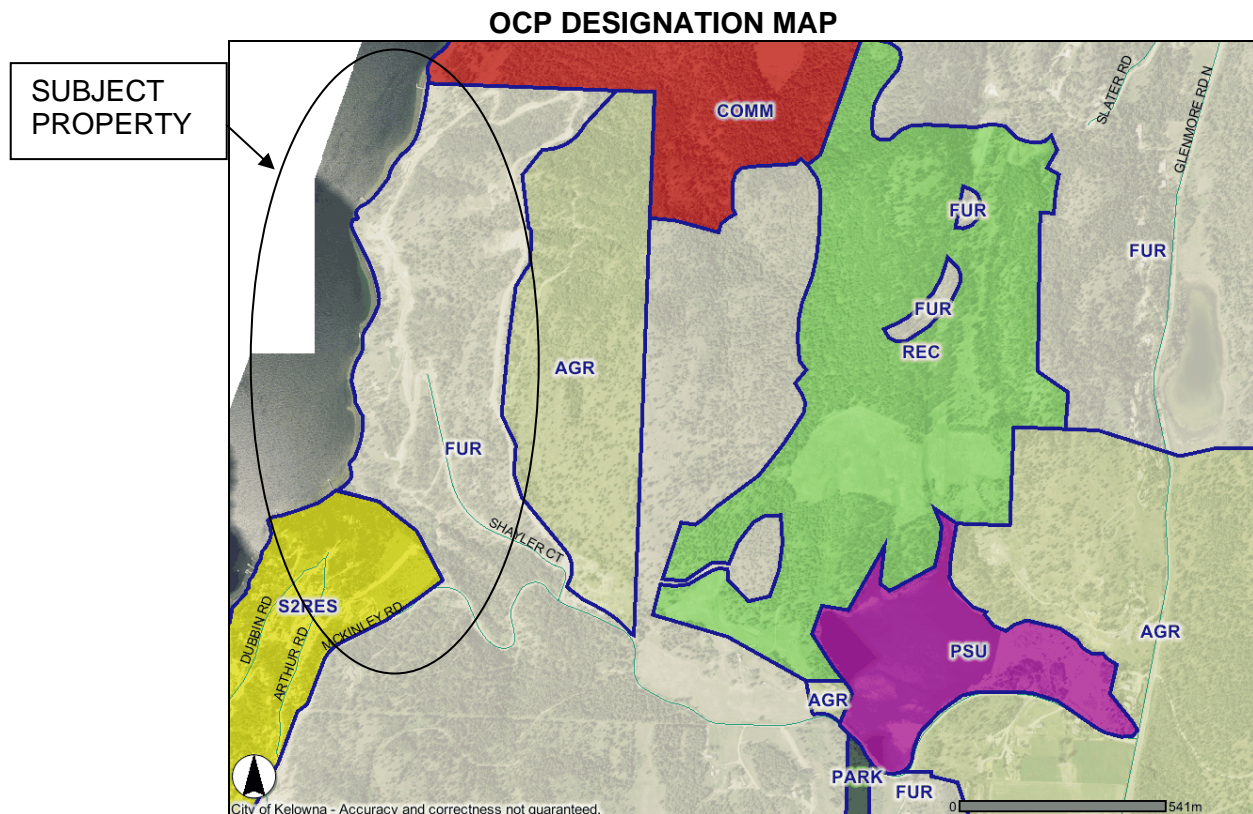 OCP DESIGNATION MAP
SUBJECT
PROPERTY
COMM
SLATER RD
GLENMORE RD N
FUR
FUR
FUR
REC
AGR
FUR
SHAYLER CT
S2RES
DUBBIN RD
ARTHUR RD
MCKINLEY RD
PSU
AGR
AGR
PARK
FUR
City of Kelowna - Accuracy and correctness not guaranteed.
0
541m